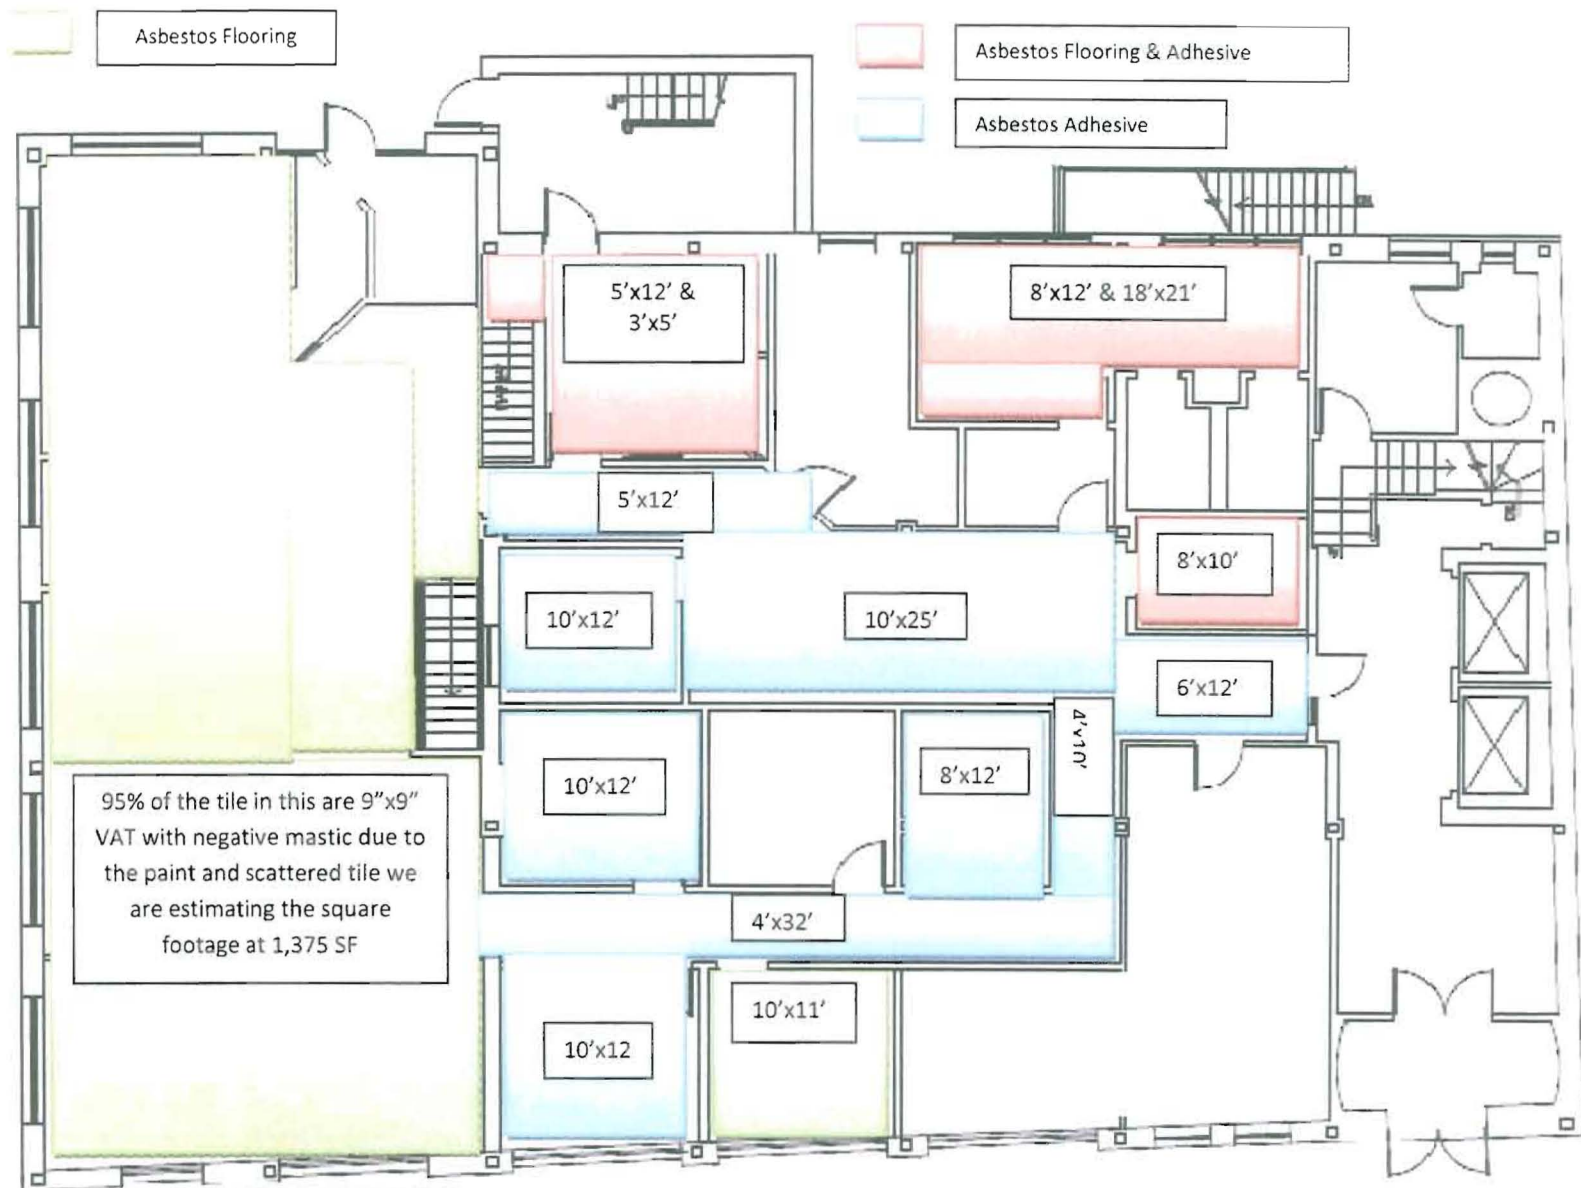 Asbestos Flooring
Asbestos Flooring & Adhesive
Asbestos Adhesive
5'x12' &
3'x5'
8'x12' & 18'x21'
5'x12'
8'x10'
10'x12'
10'x25'
6'x12'
4'x10'
10'x12'
8'x12'
95% of the tile in this are 9"x9"
VAT with negative mastic due to
the paint and scattered tile we
are estimating the square
footage at 1,375 SF
4'x32'
10'x11'
10'x12